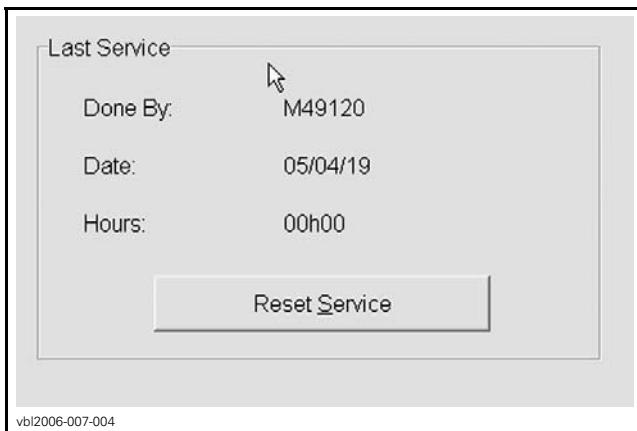 Last Service
Done By: M49120
Date: 05/04/19
Hours: 00h00
Reset Service
vbl2006-007-004